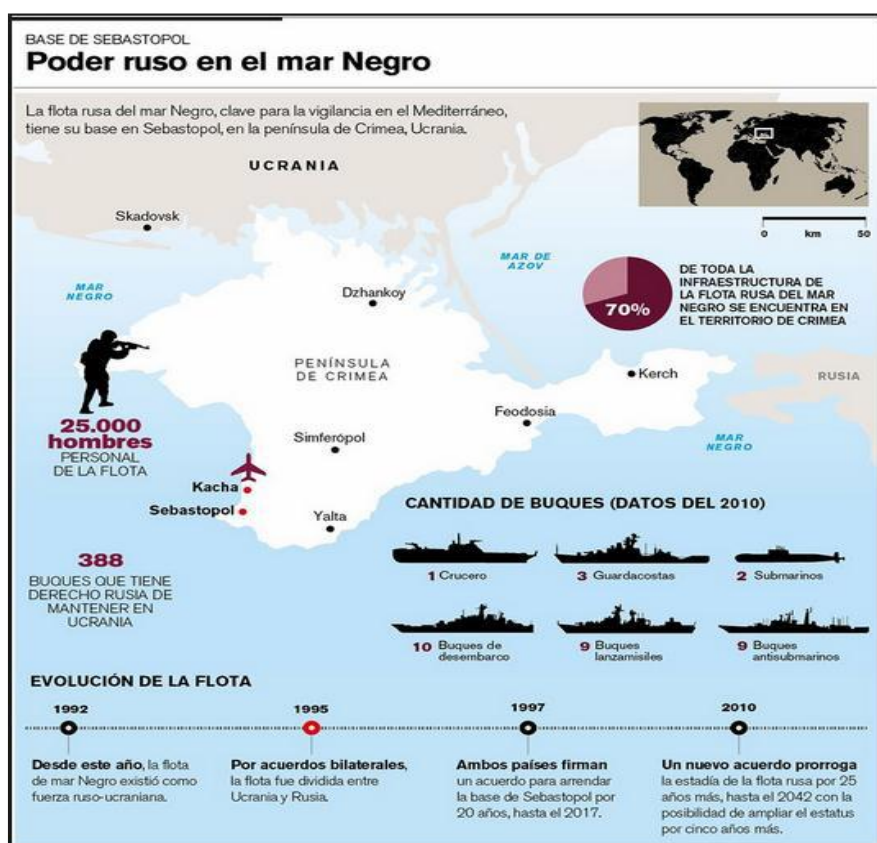 BASE DE SEBASTOPOL
Poder ruso en el mar Negro
La flota rusa del mar Negro, clave para la vigilancia en el Mediterráneo,
tiene su base en Sebastopol, en la península de Crimea, Ucrania.
UCRANIA
Skadovsk
0 km 50
MAR DE
AZOV
MAR
NEGRO
Dzhankoy
70%
DE TODA LA
INFRAESTRUCTURA DE
LA FLOTA RUSA DEL MAR
NEGRO SE ENCUENTRA EN
EL TERRITORIO DE CRIMEA
PENÍNSULA
DE CRIMEA
Kerch
RUSIA
Feodosia
25.000
hombres
PERSONAL
DE LA FLOTA
Simferópol
MAR
NEGRO
Kacha
Sebastopol
Yalta
CANTIDAD DE BUQUES (DATOS DEL 2010)
388
BUQUES QUE TIENE
DERECHO RUSIA DE
MANTENER EN
UCRANIA
1 Crucero
3 Guardacostas
2 Submarinos
10 Buques de
desembarco
9 Buques
lanzamisiles
9 Buques
antisubmarinos
EVOLUCIÓN DE LA FLOTA
1992
Desde este año, la flota
de mar Negro existió como
fuerza ruso-ucraniana.
1995
Por acuerdos bilaterales,
la flota fue dividida entre
Ucrania y Rusia.
1997
Ambos países firman
un acuerdo para arrendar
la base de Sebastopol por
20 años, hasta el 2017.
2010
Un nuevo acuerdo prorroga
la estadía de la flota rusa por 25
años más, hasta el 2042 con la
posibilidad de ampliar el estatus
por cinco años más.